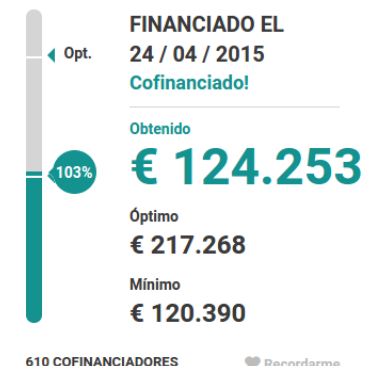 FINANCIADO EL
24 / 04 / 2015
Cofinanciado!
Opt.
Obtenido
€ 124.253
103%
Óptimo
€ 217.268
Mínimo
€ 120.390
610 COFINANCIADORES
Recordarme